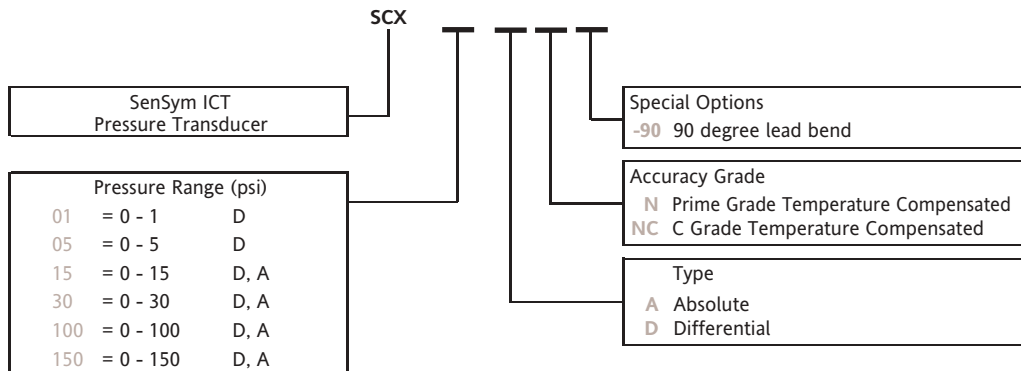 SCX
SenSym ICT
Pressure Transducer
Pressure Range (psi)
01 = 0 - 1 D
05 = 0 - 5 D
15 = 0 - 15 D, A
30 = 0 - 30 D, A
100 = 0 - 100 D, A
150 = 0 - 150 D, A
Special Options
-90 90 degree lead bend
Accuracy Grade
N Prime Grade Temperature Compensated
NC C Grade Temperature Compensated
Type
A Absolute
D Differential